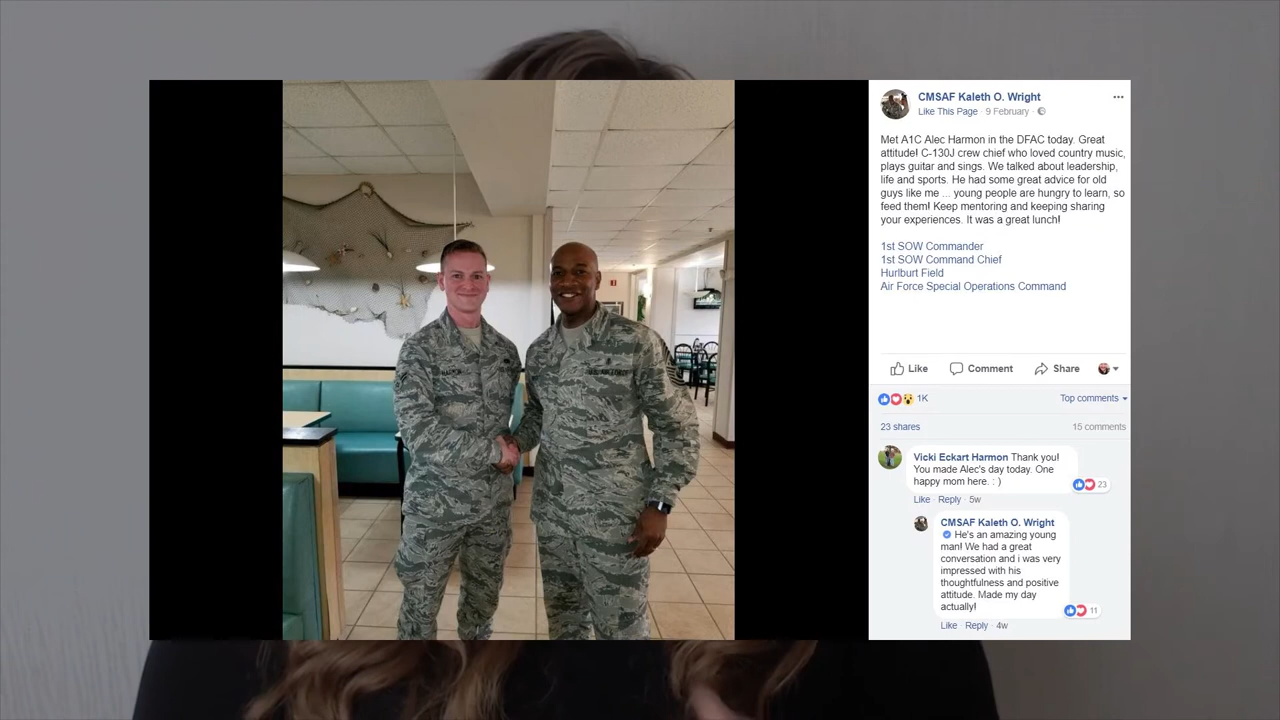 CMSAF Kaleth O. Wright
Like This Page · 9 February ·
Met A1C Alec Harmon in the DFAC today. Great
attitude! C-130J crew chief who loved country music,
plays guitar and sings. We talked about leadership,
life and sports. He had some great advice for old
guys like me ... young people are hungry to learn, so
feed them! Keep mentoring and keeping sharing
your experiences. It was a great lunch!
1st SOW Commander
1st SOW Command Chief
Hurlburt Field
Air Force Special Operations Command
Like Comment Share
1K Top comments
23 shares 15 comments
Vicki Eckart Harmon Thank you!
You made Alec's day today. One
happy mom here. : )
23
Like · Reply · 5w
CMSAF Kaleth O. Wright
He's an amazing young
man! We had a great
conversation and i was very
impressed with his
thoughtfulness and positive
attitude. Made my day
actually!
11
Like · Reply · 4w
HARMON
U.S. AIR FORCE